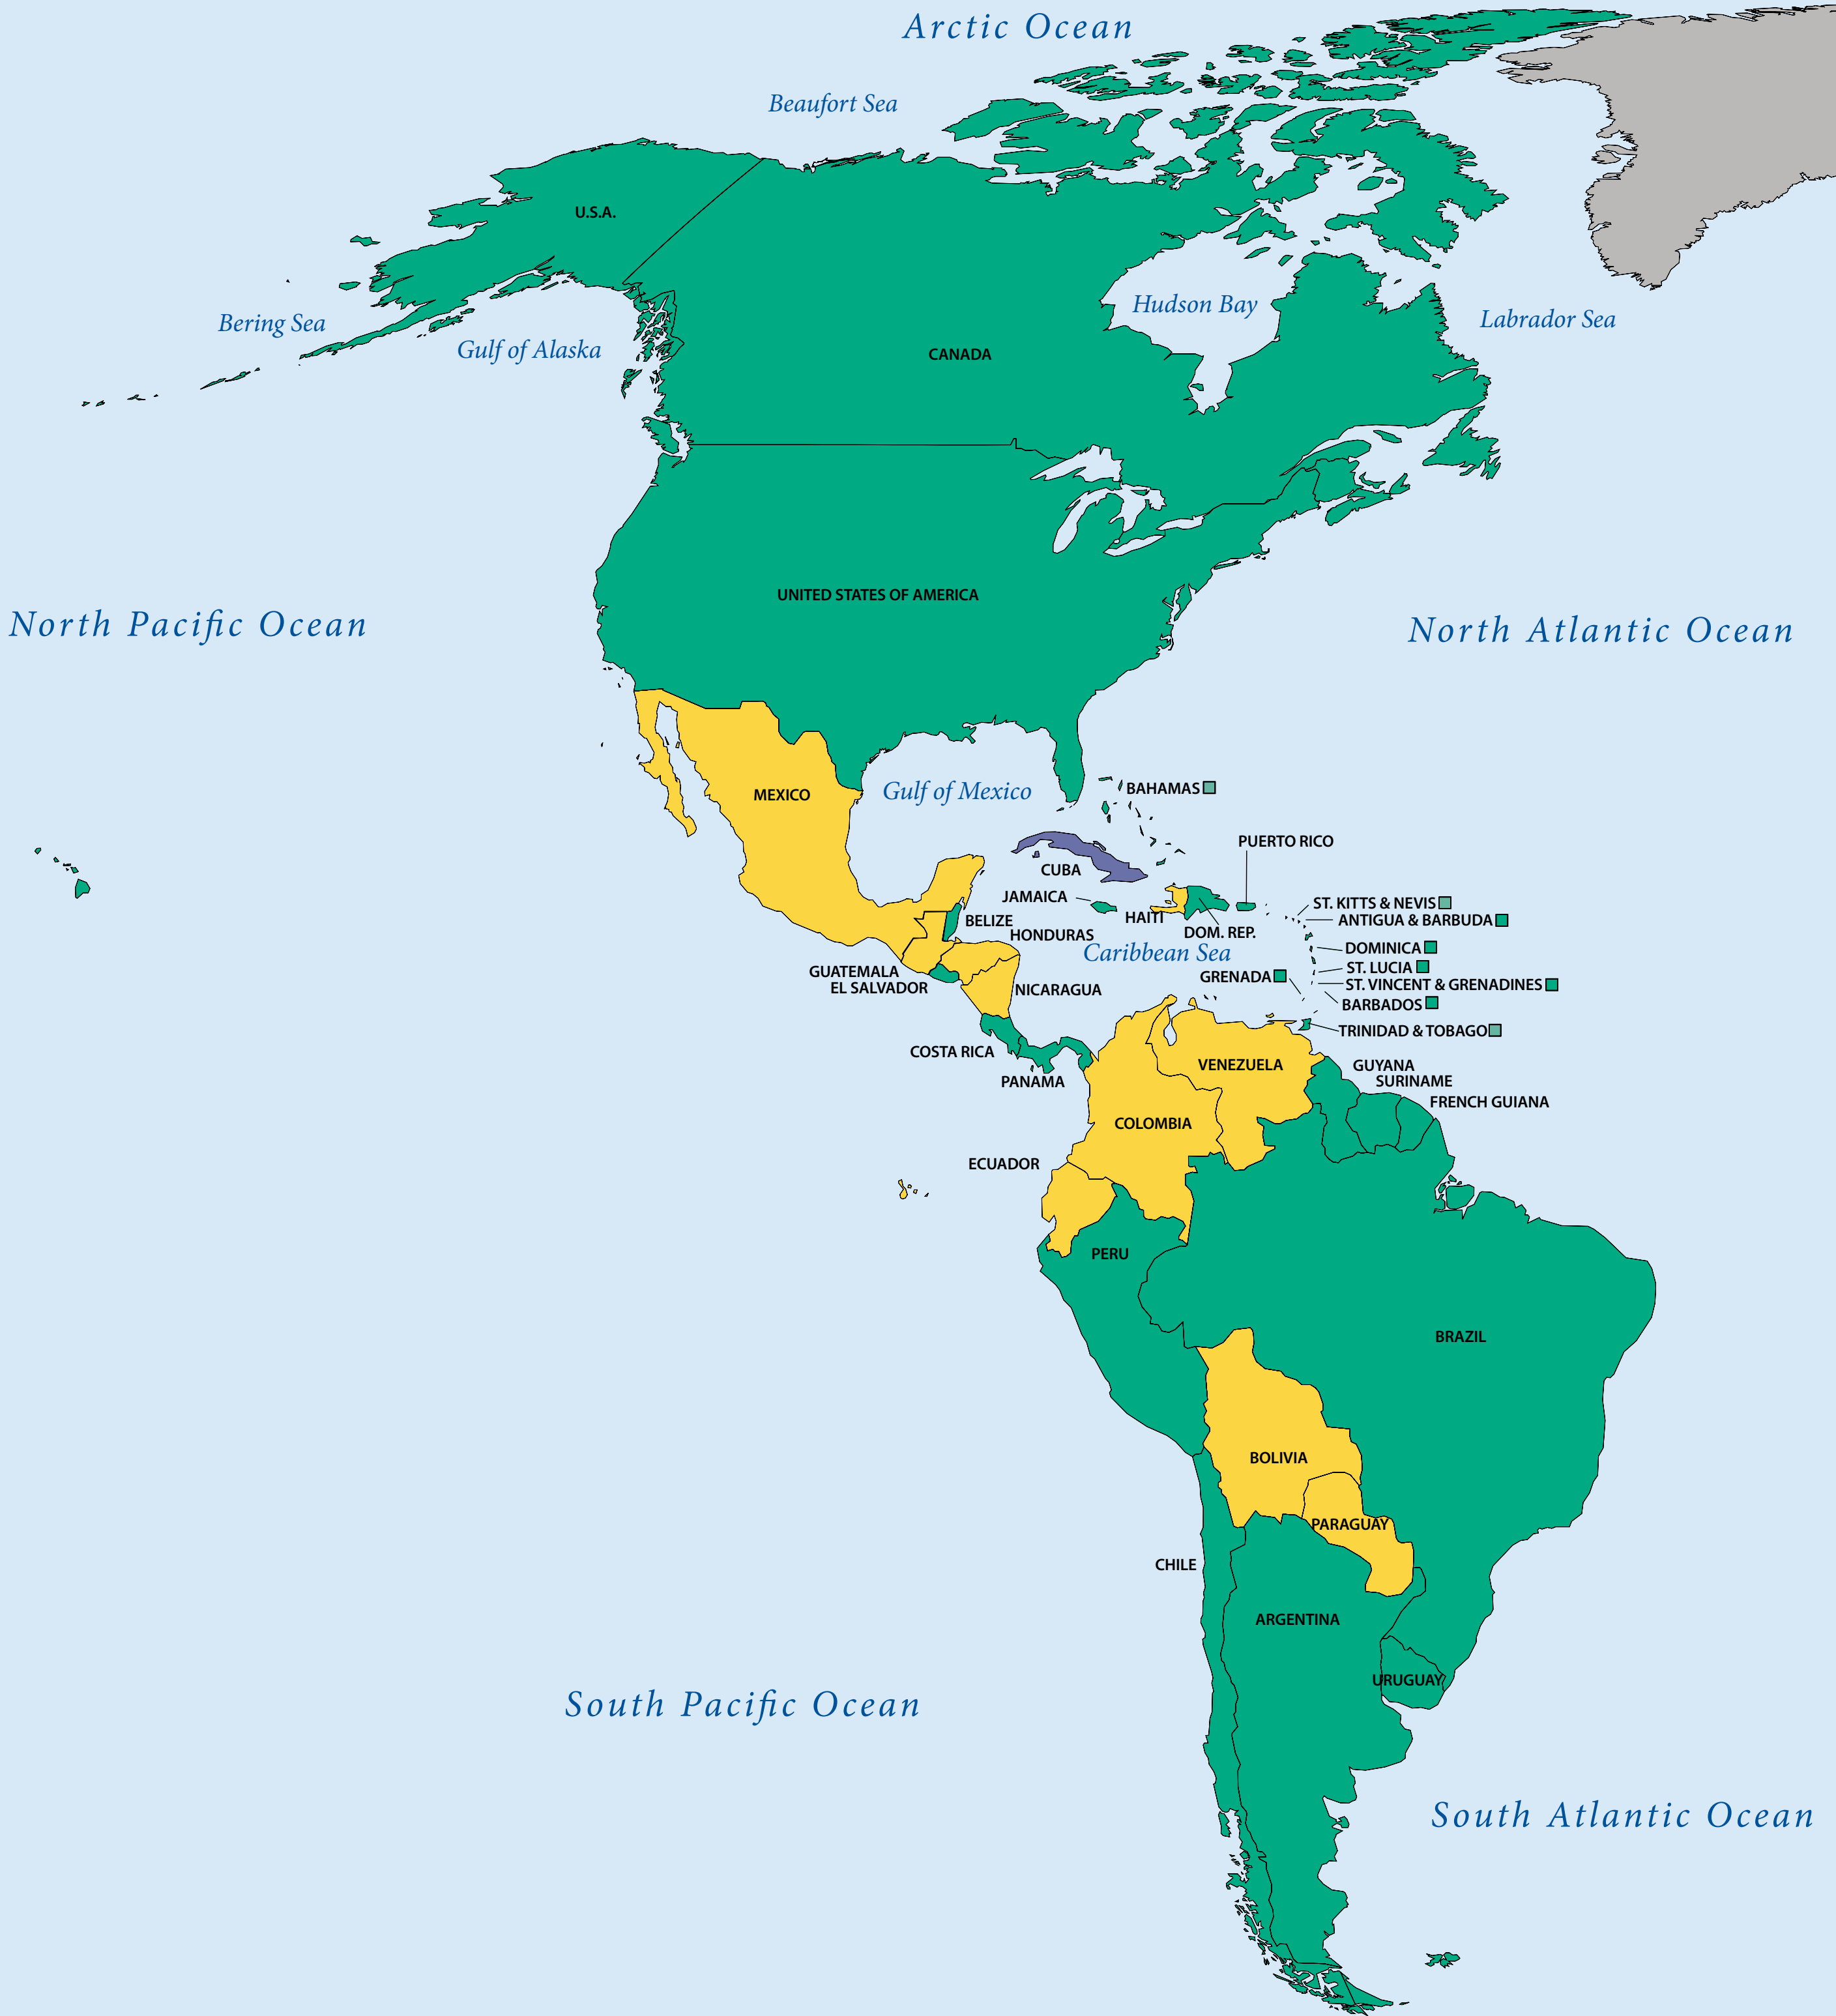 Arctic Ocean
Beaufort Sea
U.S.A.
Hudson Bay
Labrador Sea
Bering Sea
Gulf of Alaska
CANADA
UNITED STATES OF AMERICA
North Pacific Ocean
North Atlantic Ocean
MEXICO
Gulf of Mexico
BAHAMAS
PUERTO RICO
CUBA
JAMAICA
HAITI
DOM. REP.
ST. KITTS & NEVIS
ANTIGUA & BARBUDA
BELIZE
HONDURAS
Caribbean Sea
DOMINICA
GUATEMALA
EL SALVADOR
NICARAGUA
GRENADA
ST. LUCIA
ST. VINCENT & GRENADINES
BARBADOS
TRINIDAD & TOBAGO
COSTA RICA
PANAMA
VENEZUELA
GUYANA
SURINAME
FRENCH GUIANA
COLOMBIA
ECUADOR
PERU
BRAZIL
BOLIVIA
PARAGUAY
CHILE
ARGENTINA
URUGUAY
South Pacific Ocean
South Atlantic Ocean